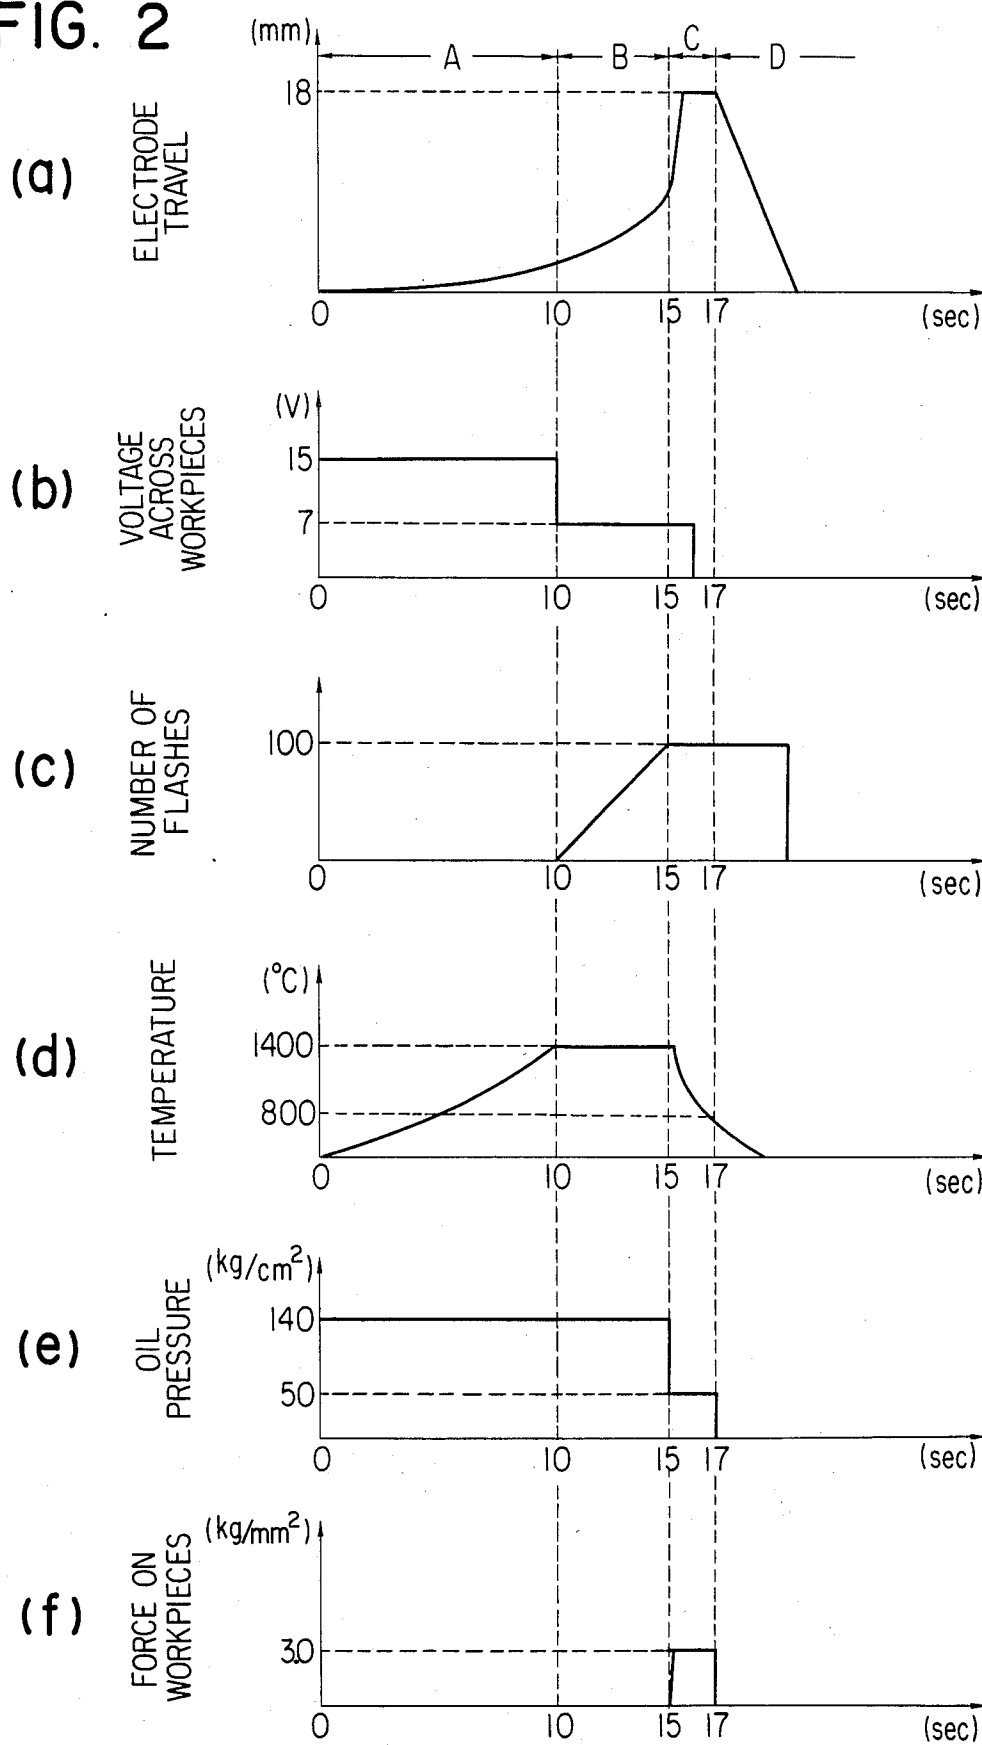 FIG. 2
(mm)
A B C D
18
(a)
ELECTRODE
TRAVEL
0 10 15 17 (sec)
(V)
15
7
(b)
VOLTAGE
ACROSS
WORKPIECES
0 10 15 17 (sec)
100
(c)
NUMBER OF
FLASHES
0 10 15 17 (sec)
(°C)
1400
800
(d)
TEMPERATURE
0 10 15 17 (sec)
(kg/cm²)
140
50
(e)
OIL
PRESSURE
0 10 15 17 (sec)
(kg/mm²)
3.0
(f)
FORCE ON
WORKPIECES
0 10 15 17 (sec)